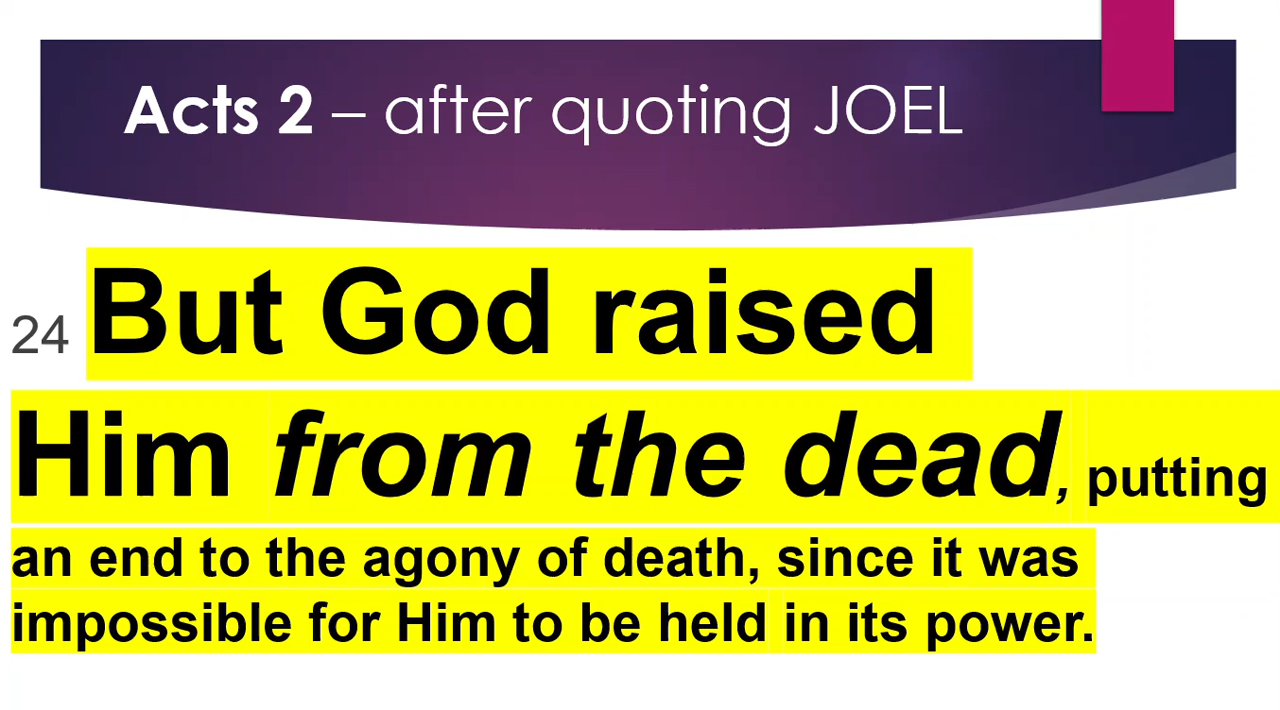 Acts 2 – after quoting JOEL
24 But God raised
Him from the dead, putting
an end to the agony of death, since it was
impossible for Him to be held in its power.